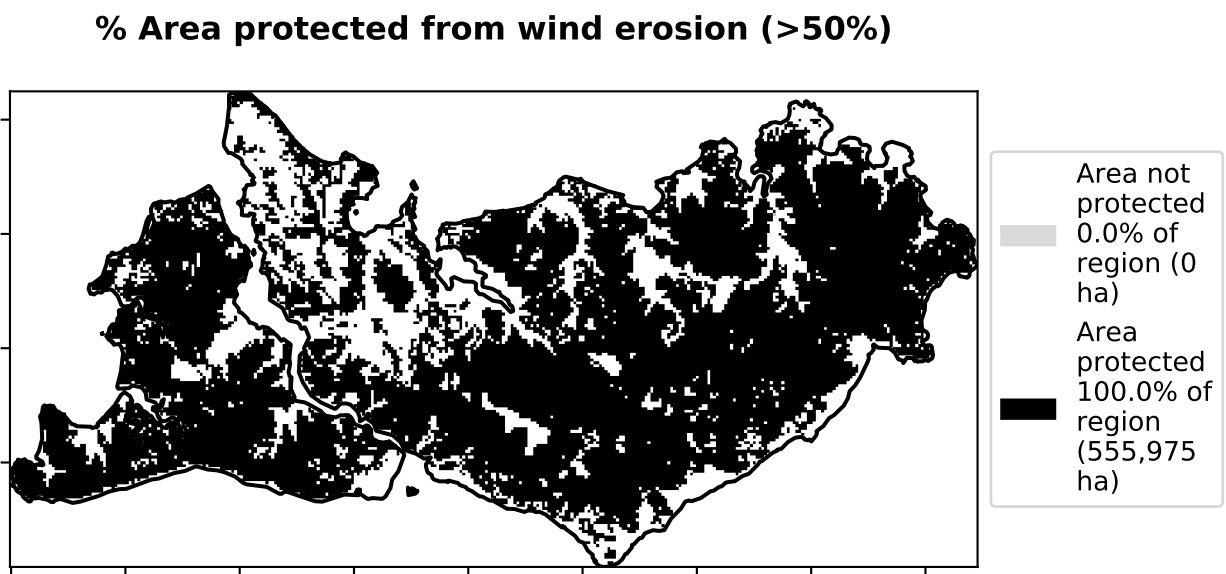 % Area protected from wind erosion (>50%)
Area not
protected
0.0% of
region (0
ha)
Area
protected
100.0% of
region
(555,975
ha)